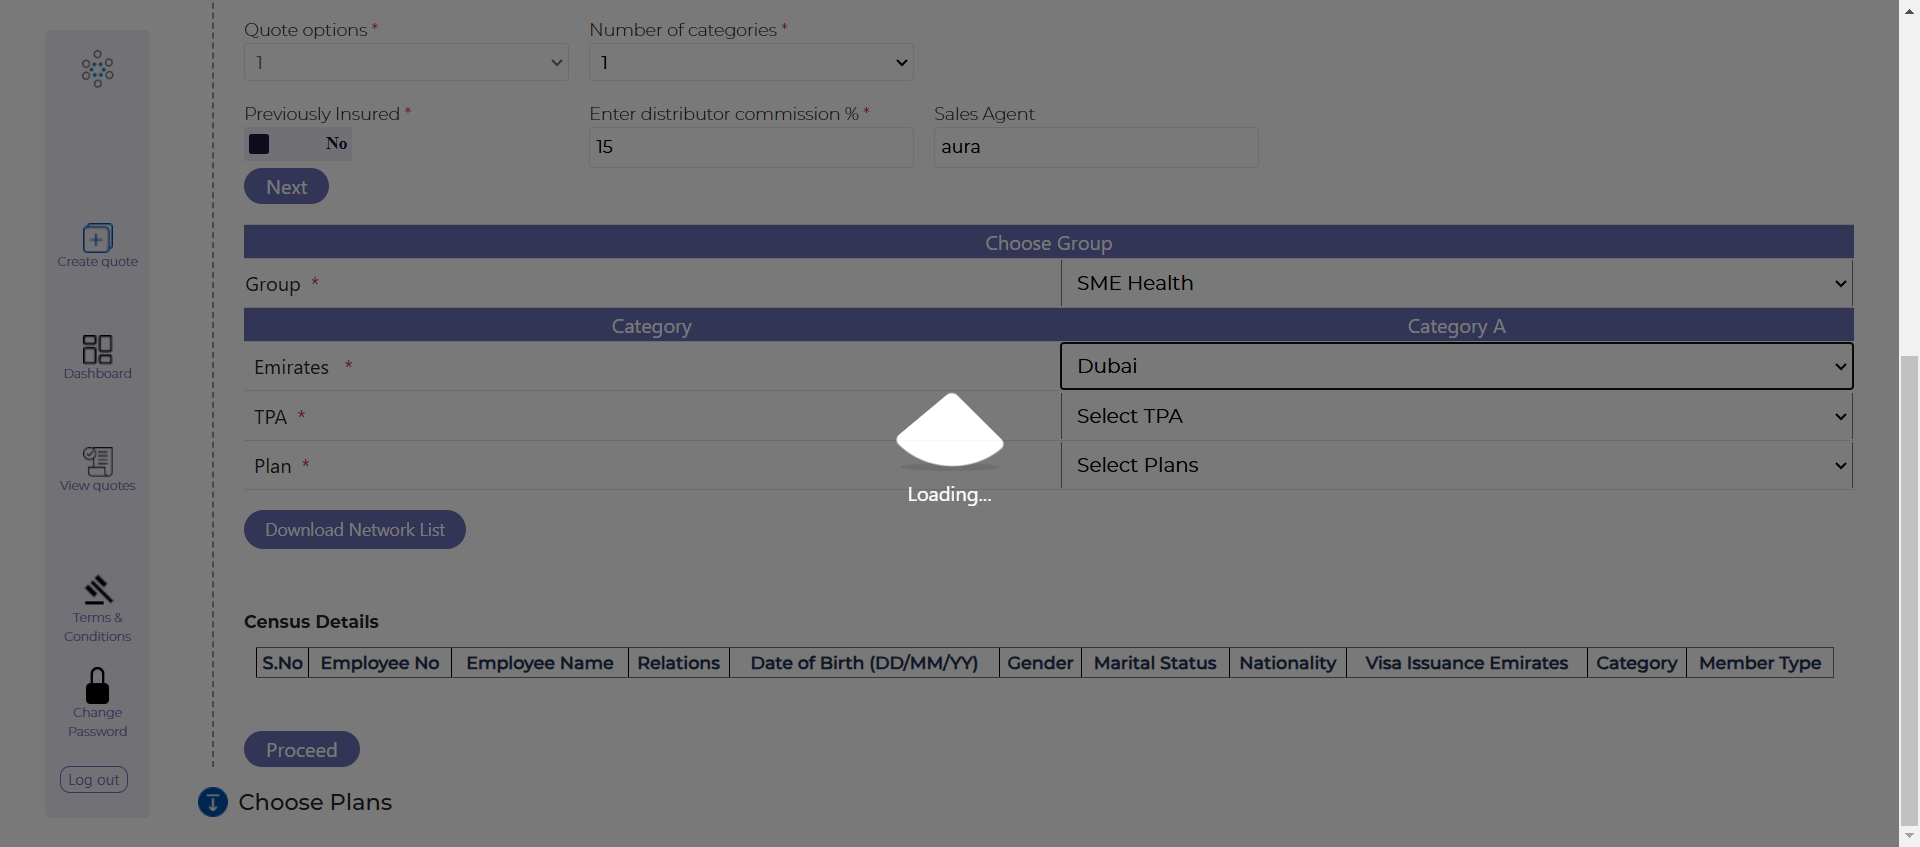 Quote options *
Number of categories *
1
1
Previously Insured *
Enter distributor commission % *
Sales Agent
No
15
aura
Next
Choose Group
Group *
SME Health
Category
Category A
Emirates *
Dubai
TPA *
Select TPA
Plan *
Select Plans
Loading...
Download Network List
Census Details
S.No
Employee No
Employee Name
Relations
Date of Birth (DD/MM/YY)
Gender
Marital Status
Nationality
Visa Issuance Emirates
Category
Member Type
Proceed
Choose Plans
Create quote
Dashboard
View quotes
Terms &
Conditions
Change
Password
Log out